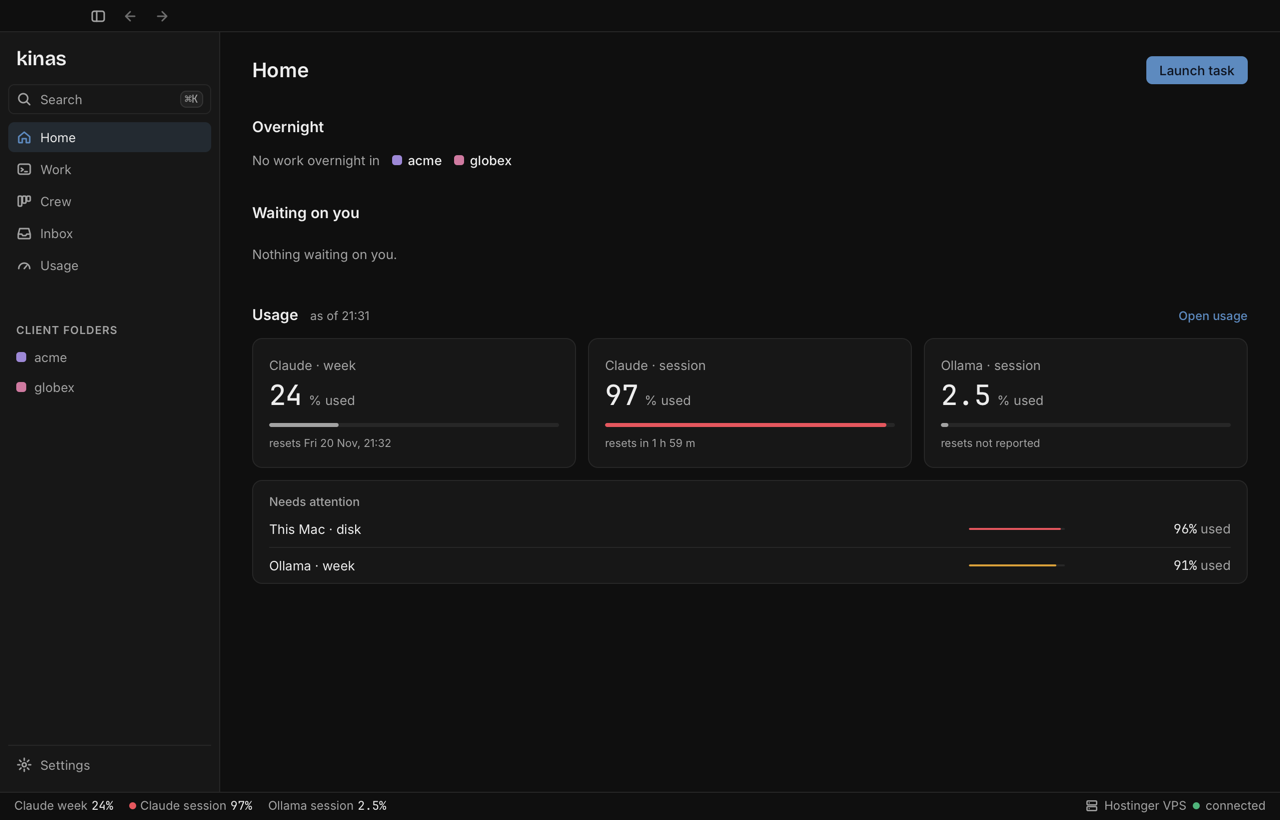 kinas
Search ⌘K
Home
Work
Crew
Inbox
Usage
CLIENT FOLDERS
acme
globex
Settings
Home
Launch task
Overnight
No work overnight in acme globex
Waiting on you
Nothing waiting on you.
Usage as of 21:31
Open usage
Claude · week
24 % used
resets Fri 20 Nov, 21:32
Claude · session
97 % used
resets in 1 h 59 m
Ollama · session
2.5 % used
resets not reported
Needs attention
This Mac · disk 96% used
Ollama · week 91% used
Claude week 24% Claude session 97% Ollama session 2.5%
Hostinger VPS connected